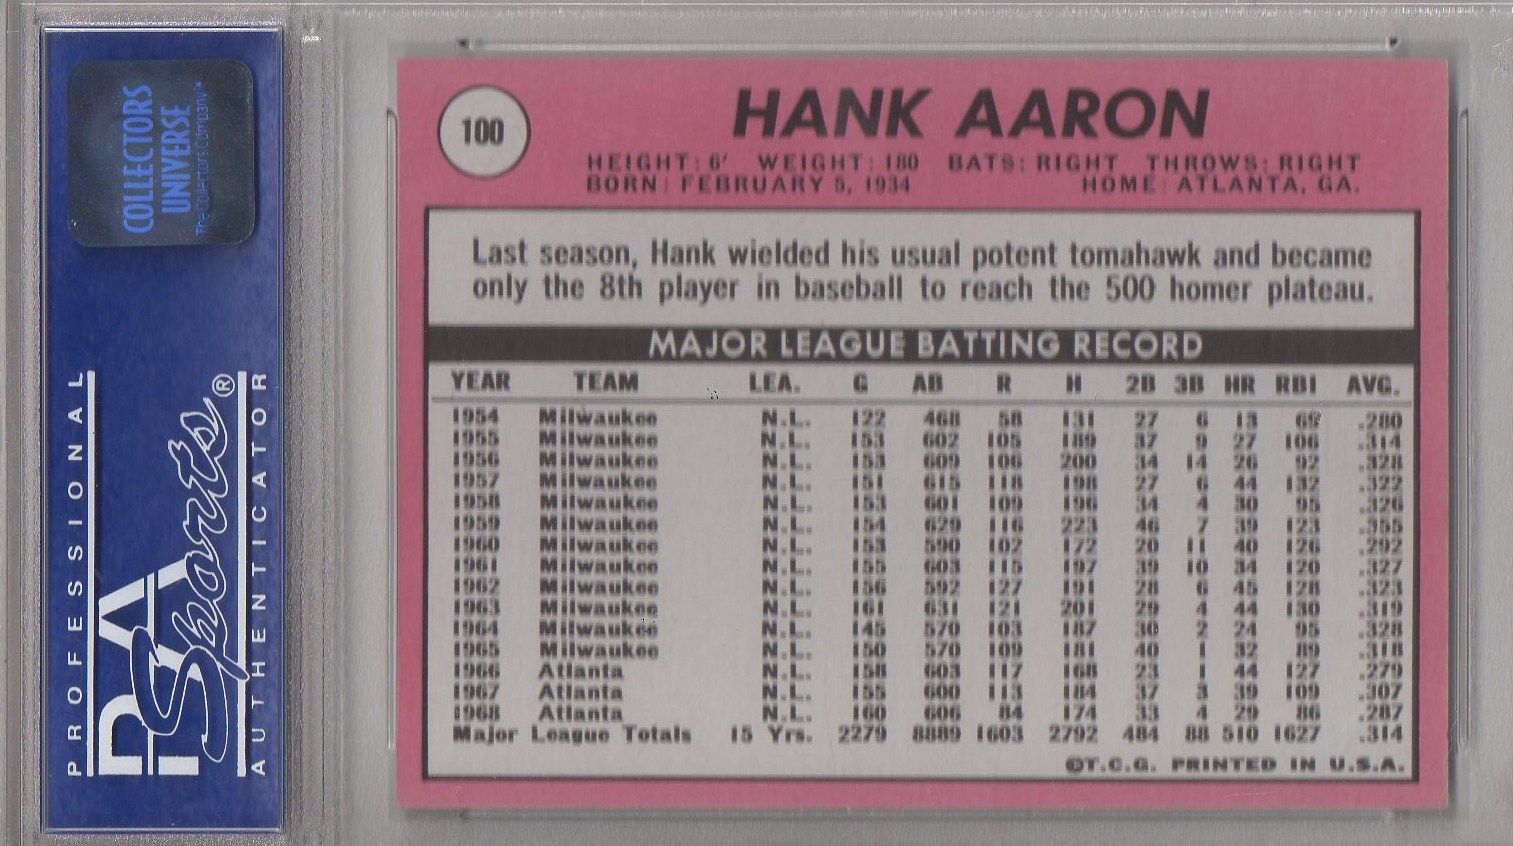 COLLECTORS
UNIVERSE
The Collectors Company™
PROFESSIONAL
PSA
Sports®
AUTHENTICATOR
100
HANK AARON
HEIGHT: 6' WEIGHT: 180 BATS: RIGHT THROWS: RIGHT
BORN: FEBRUARY 5, 1934 HOME: ATLANTA, GA.
Last season, Hank wielded his usual potent tomahawk and became
only the 8th player in baseball to reach the 500 homer plateau.
MAJOR LEAGUE BATTING RECORD
YEAR TEAM LEA. G AB R H 2B 3B HR RBI AVG.
1954 Milwaukee N.L. 122 468 58 131 27 6 13 69 .280
1955 Milwaukee N.L. 153 602 105 189 37 9 27 106 .314
1956 Milwaukee N.L. 153 609 106 200 34 14 26 92 .328
1957 Milwaukee N.L. 151 615 118 198 27 6 44 132 .322
1958 Milwaukee N.L. 153 601 109 196 34 4 30 95 .326
1959 Milwaukee N.L. 154 629 116 223 46 7 39 123 .355
1960 Milwaukee N.L. 153 590 102 172 20 11 40 126 .292
1961 Milwaukee N.L. 155 603 115 197 39 10 34 120 .327
1962 Milwaukee N.L. 156 592 127 191 28 6 45 128 .323
1963 Milwaukee N.L. 161 631 121 201 29 4 44 130 .319
1964 Milwaukee N.L. 145 570 103 187 30 2 24 95 .328
1965 Milwaukee N.L. 150 570 109 181 40 1 32 89 .318
1966 Atlanta N.L. 158 603 117 168 23 1 44 127 .279
1967 Atlanta N.L. 155 600 113 184 37 3 39 109 .307
1968 Atlanta N.L. 160 606 84 174 33 4 29 86 .287
Major League Totals 15 Yrs. 2279 8889 1603 2792 484 88 510 1627 .314
©T.C.G. PRINTED IN U.S.A.